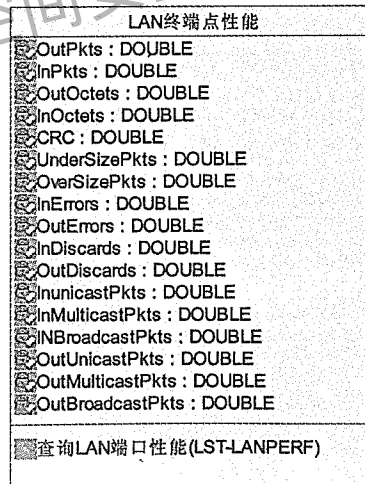 LAN终端点性能
OutPkts : DOUBLE
InPkts : DOUBLE
OutOctets : DOUBLE
InOctets : DOUBLE
CRC : DOUBLE
UnderSizePkts : DOUBLE
OverSizePkts : DOUBLE
InErrors : DOUBLE
OutErrors : DOUBLE
InDiscards : DOUBLE
OutDiscards : DOUBLE
InunicastPkts : DOUBLE
InMulticastPkts : DOUBLE
INBroadcastPkts : DOUBLE
OutUnicastPkts : DOUBLE
OutMulticastPkts : DOUBLE
OutBroadcastPkts : DOUBLE
查询LAN端口性能(LST-LANPERF)